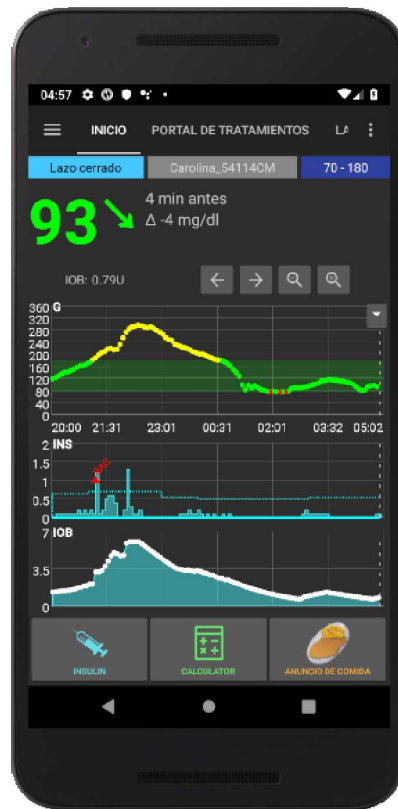 04:57
INICIO PORTAL DE TRATAMIENTOS LA
Lazo cerrado Carolina_54114CM 70 - 180
93 4 min antes
Δ -4 mg/dl
IOB: 0.79U
360 G
320
280
240
200
160
120
80
40
0
20:00 21:31 23:01 00:31 02:01 03:32 05:02
2 INS
1.5
1
0.5
0
7 IOB
3.5
0
INSULIN CALCULATOR ANUNCIO DE COMIDA